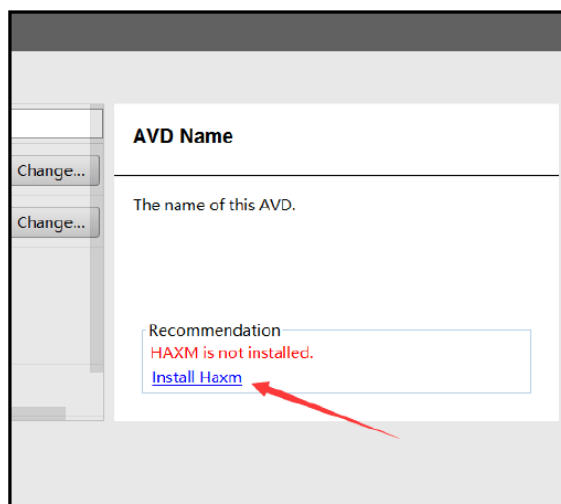 AVD Name
Change...
The name of this AVD.
Change...
Recommendation
HAXM is not installed.
Install Haxm